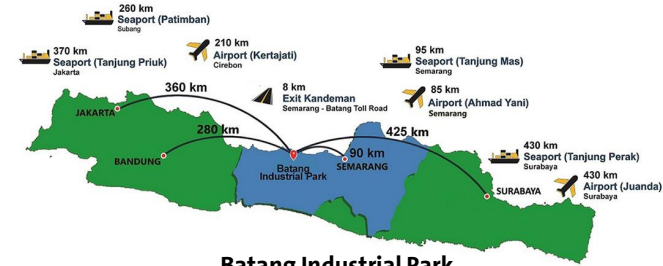 260 km
Seaport (Patimban)
Subang
370 km
Seaport (Tanjung Priuk)
Jakarta
210 km
Airport (Kertajati)
Cirebon
95 km
Seaport (Tanjung Mas)
Semarang
8 km
Exit Kandeman
Semarang - Batang Toll Road
85 km
Airport (Ahmad Yani)
Semarang
360 km
JAKARTA
280 km
BANDUNG
425 km
90 km
SEMARANG
Batang
Industrial Park
430 km
Seaport (Tanjung Perak)
Surabaya
430 km
Airport (Juanda)
Surabaya
SURABAYA
Batang Industrial Park